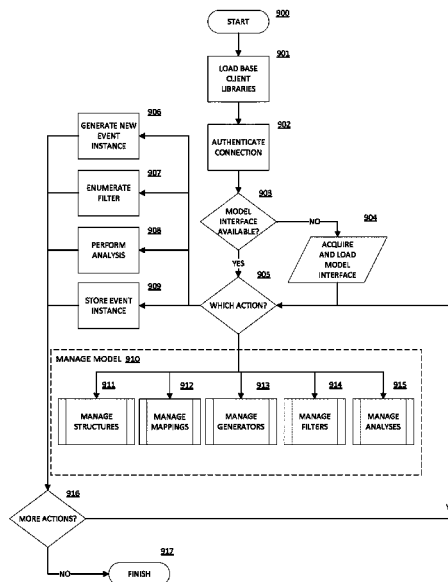 900
START
901
LOAD BASE
CLIENT
LIBRARIES
906
GENERATE NEW
EVENT
INSTANCE
902
AUTHENTICATE
CONNECTION
907
ENUMERATE
FILTER
903
MODEL
INTERFACE
AVAILABLE?
NO
904
ACQUIRE
AND LOAD
MODEL
INTERFACE
908
PERFORM
ANALYSIS
YES
905
WHICH ACTION?
909
STORE EVENT
INSTANCE
MANAGE MODEL 910
911
MANAGE
STRUCTURES
912
MANAGE
MAPPINGS
913
MANAGE
GENERATORS
914
MANAGE
FILTERS
915
MANAGE
ANALYSES
916
MORE ACTIONS?
Y
917
NO
FINISH